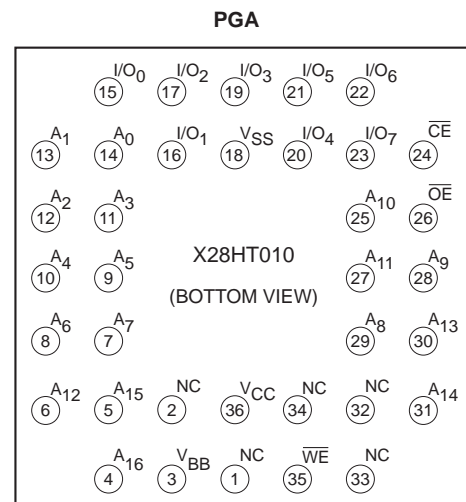 PGA
I/O0 I/O2 I/O3 I/O5 I/O6
15 17 19 21 22
A1 A0 I/O1 VSS I/O4 I/O7 C̅E̅
13 14 16 18 20 23 24
A2 A3 A10 O̅E̅
12 11 25 26
A4 A5 X28HT010 A11 A9
10 9 27 28
(BOTTOM VIEW)
A6 A7 A8 A13
8 7 29 30
A12 A15 NC VCC NC NC A14
6 5 2 36 34 32 31
A16 VBB NC W̅E̅ NC
4 3 1 35 33